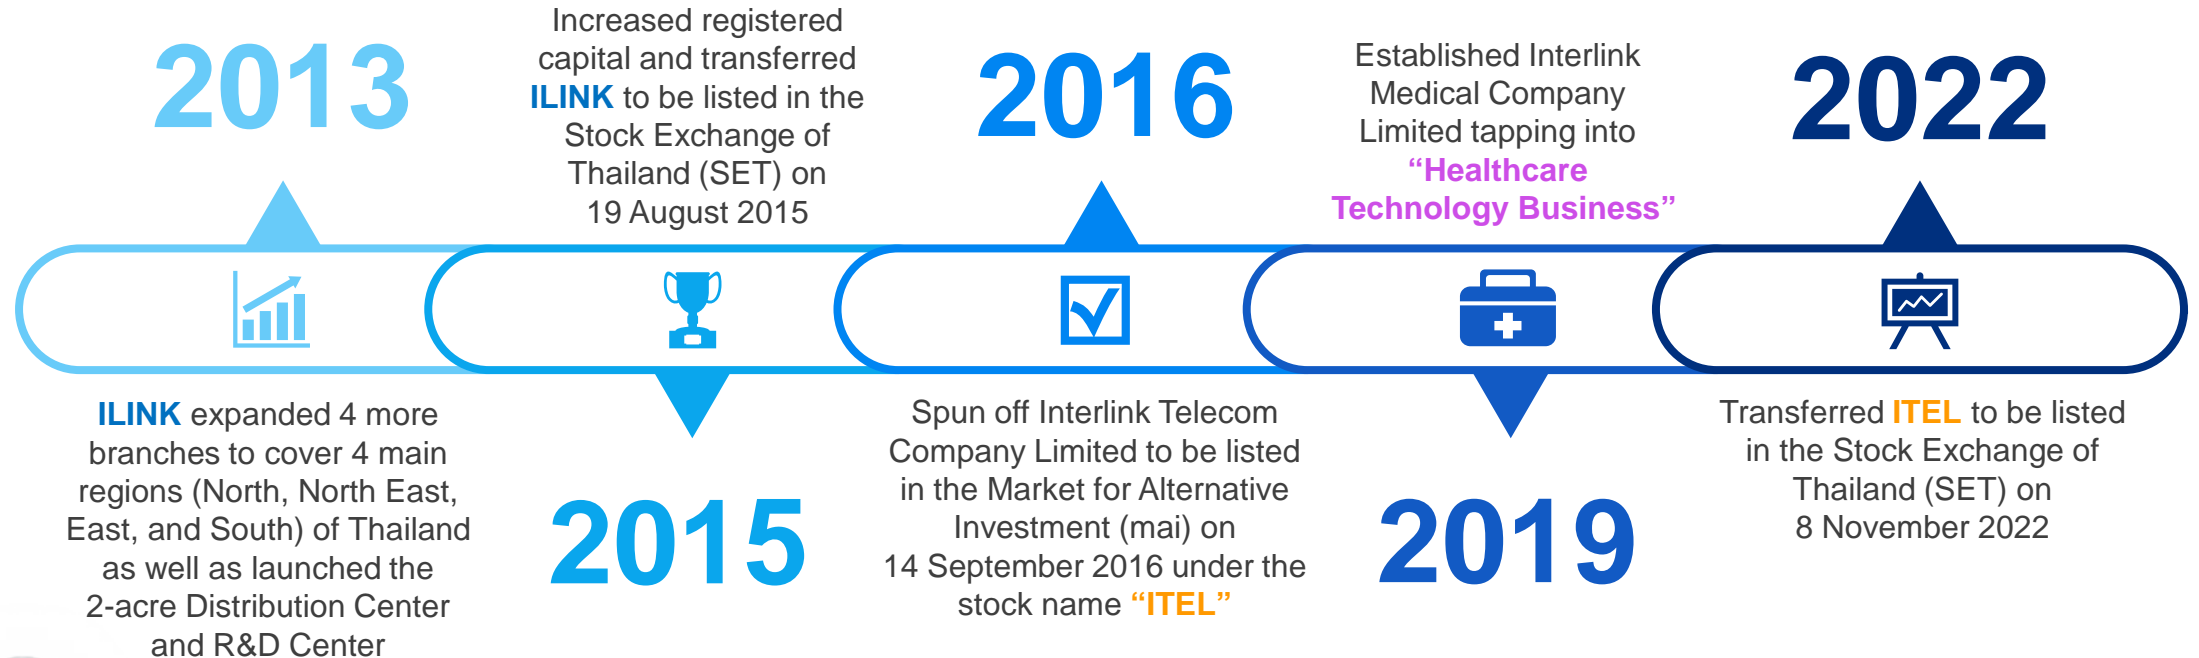 2013
ILINK expanded 4 more
branches to cover 4 main
regions (North, North East,
East, and South) of Thailand
as well as launched the
2-acre Distribution Center
and R&D Center
Increased registered
capital and transferred
ILINK to be listed in the
Stock Exchange of
Thailand (SET) on
19 August 2015
2015
2016
Spun off Interlink Telecom
Company Limited to be listed
in the Market for Alternative
Investment (mai) on
14 September 2016 under the
stock name “ITEL”
Established Interlink
Medical Company
Limited tapping into
“Healthcare
Technology Business”
2019
2022
Transferred ITEL to be listed
in the Stock Exchange of
Thailand (SET) on
8 November 2022